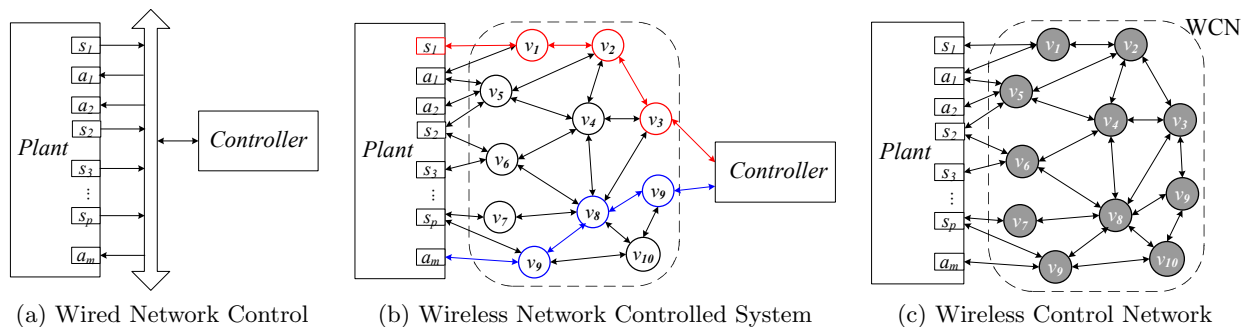 Plant
s1
a1
a2
s2
s3
⋮
sp
am
Controller
(a) Wired Network Control
Plant
s1
a1
a2
s2
s3
⋮
sp
am
v1
v2
v5
v4
v3
v6
v9
v7
v8
v9
v10
Controller
(b) Wireless Network Controlled System
WCN
Plant
s1
a1
a2
s2
s3
⋮
sp
am
v1
v2
v5
v4
v3
v6
v9
v7
v8
v9
v10
(c) Wireless Control Network